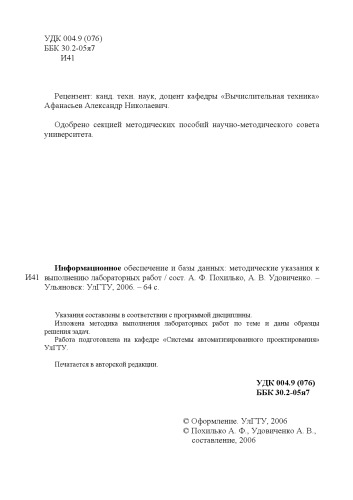 УДК 004.9 (076)
ББК 30.2-05я7
И41
Рецензент: канд. техн. наук, доцент кафедры «Вычислительная техника»
Афанасьев Александр Николаевич.
Одобрено секцией методических пособий научно-методического совета
университета.
Информационное обеспечение и базы данных: методические указания к
И41 выполнению лабораторных работ / сост. А. Ф. Похилько, А. В. Удовиченко. –
Ульяновск: УлГТУ, 2006. – 64 с.
Указания составлены в соответствии с программой дисциплины.
Изложена методика выполнения лабораторных работ по теме и даны образцы
решения задач.
Работа подготовлена на кафедре «Системы автоматизированного проектирования»
УлГТУ.
Печатается в авторской редакции.
УДК 004.9 (076)
ББК 30.2-05я7
© Оформление. УлГТУ, 2006
© Похилько А. Ф., Удовиченко А. В.,
составление, 2006